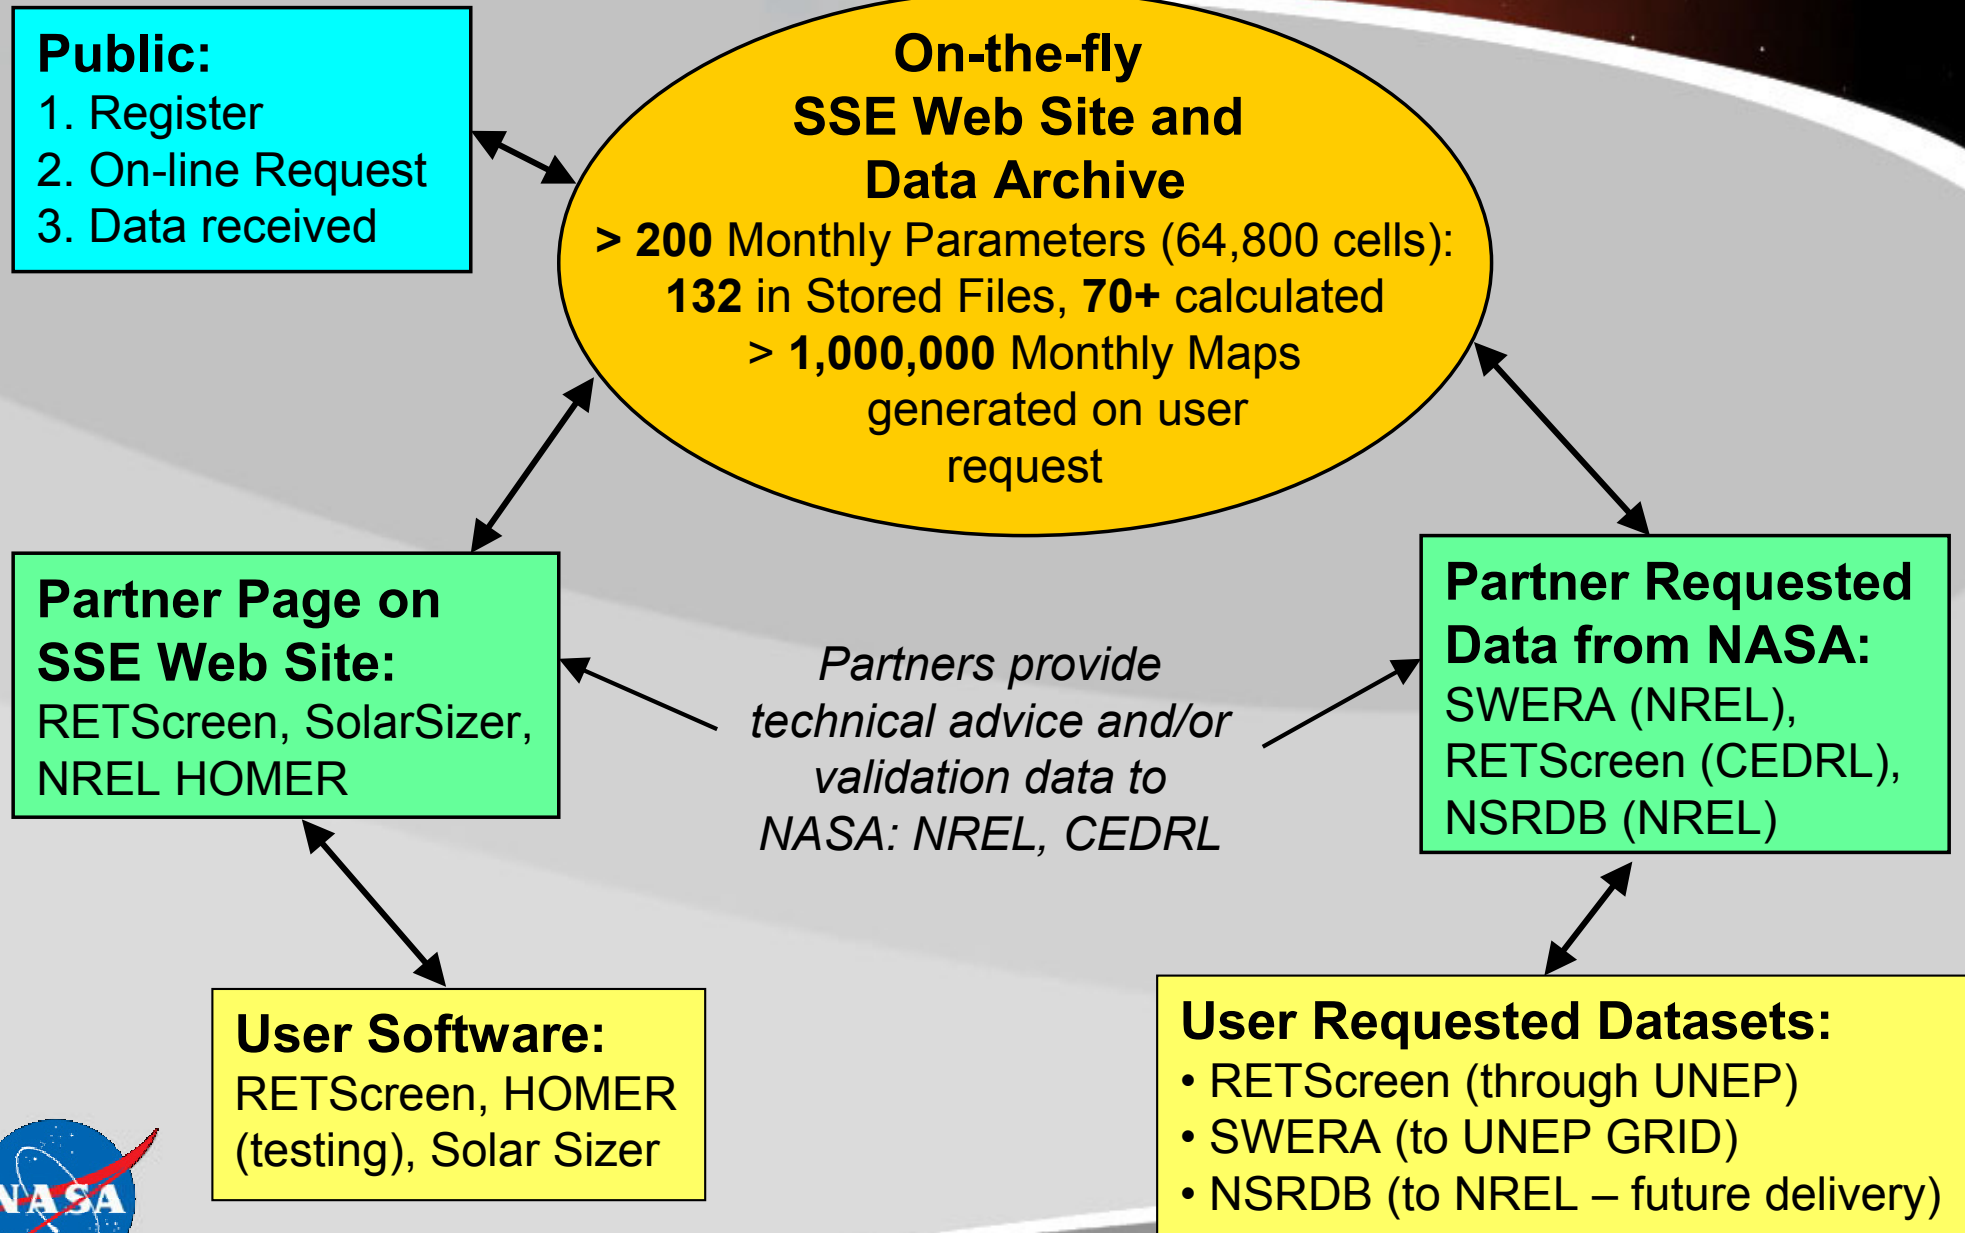 Public:
1. Register
2. On-line Request
3. Data received
On-the-fly
SSE Web Site and
Data Archive
> 200 Monthly Parameters (64,800 cells):
132 in Stored Files, 70+ calculated
> 1,000,000 Monthly Maps
generated on user
request
Partner Page on
SSE Web Site:
RETScreen, SolarSizer,
NREL HOMER
Partners provide
technical advice and/or
validation data to
NASA: NREL, CEDRL
Partner Requested
Data from NASA:
SWERA (NREL),
RETScreen (CEDRL),
NSRDB (NREL)
User Software:
RETScreen, HOMER
(testing), Solar Sizer
User Requested Datasets:
• RETScreen (through UNEP)
• SWERA (to UNEP GRID)
• NSRDB (to NREL – future delivery)
NASA